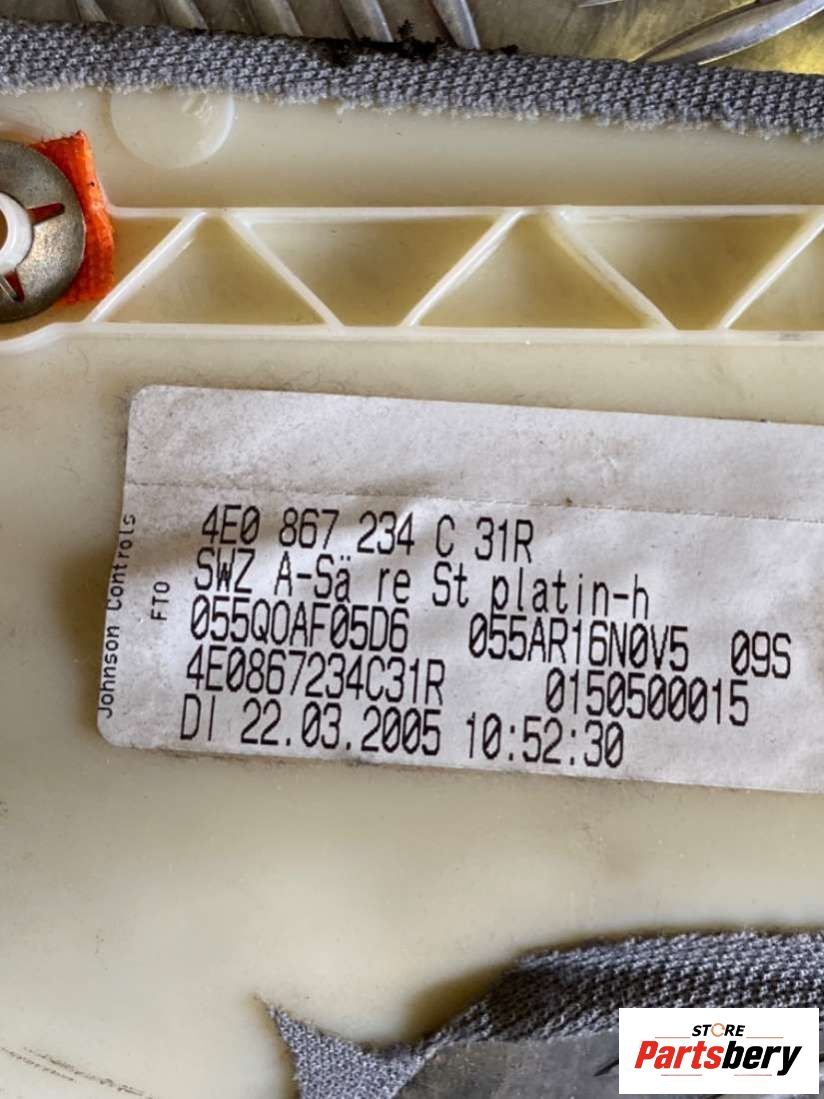 4E0 867 234 C 31R
SWZ A-Sä re St platin-h
055QOAF05D6 055AR16N0V5 09S
4E0867234C31R 0150500015
DI 22.03.2005 10:52:30
Johnson Controls
FTO
STORE
Partsbery